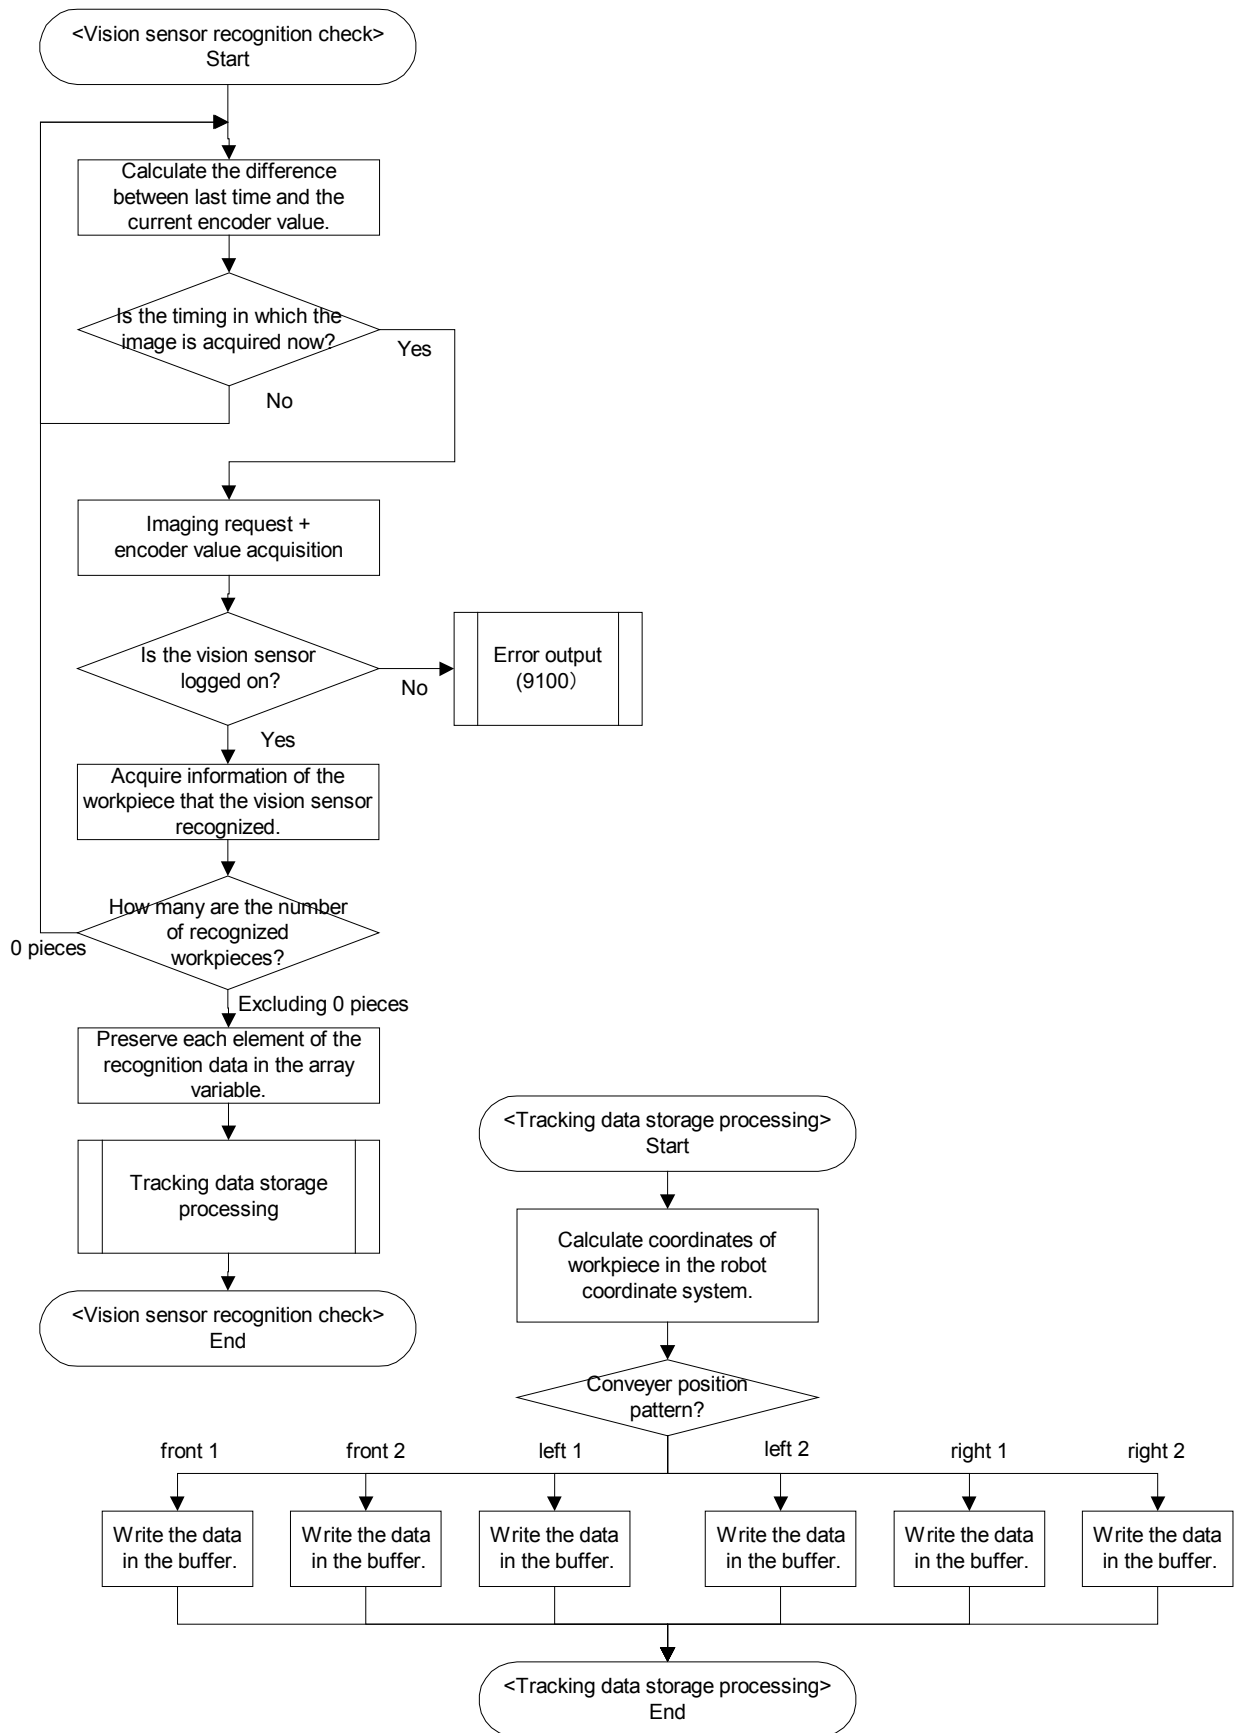 <Vision sensor recognition check>
Start
Calculate the difference
between last time and the
current encoder value.
Is the timing in which the
image is acquired now?
Yes
No
Imaging request +
encoder value acquisition
Is the vision sensor
logged on?
No
Error output
(9100）
Yes
Acquire information of the
workpiece that the vision sensor
recognized.
How many are the number
of recognized
workpieces?
0 pieces
Excluding 0 pieces
Preserve each element of the
recognition data in the array
variable.
Tracking data storage
processing
<Vision sensor recognition check>
End
<Tracking data storage processing>
Start
Calculate coordinates of
workpiece in the robot
coordinate system.
Conveyer position
pattern?
front 1
front 2
left 1
left 2
right 1
right 2
Write the data
in the buffer.
Write the data
in the buffer.
Write the data
in the buffer.
Write the data
in the buffer.
Write the data
in the buffer.
Write the data
in the buffer.
<Tracking data storage processing>
End